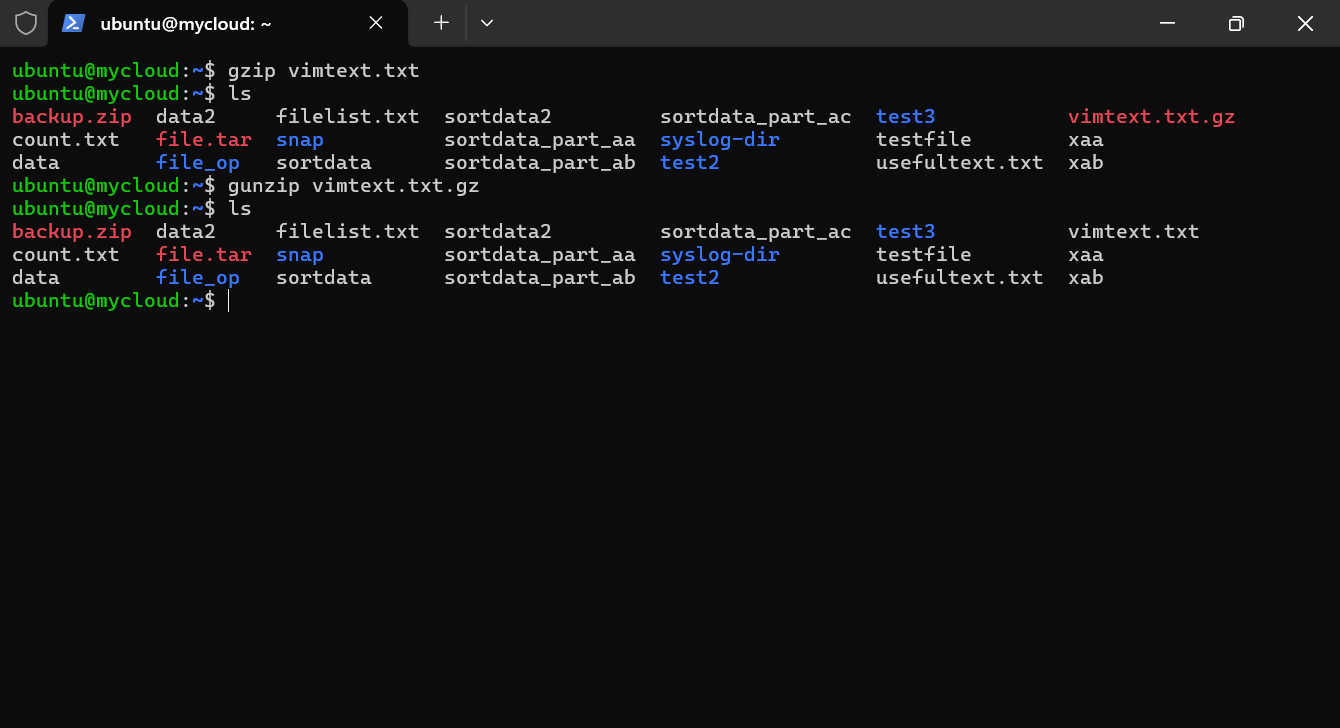 ubuntu@mycloud: ~
ubuntu@mycloud:~$ gzip vimtext.txt
ubuntu@mycloud:~$ ls
backup.zip  data2     filelist.txt  sortdata2         sortdata_part_ac  test3          vimtext.txt.gz
count.txt   file.tar  snap          sortdata_part_aa  syslog-dir        testfile       xaa
data        file_op   sortdata      sortdata_part_ab  test2             usefultext.txt  xab
ubuntu@mycloud:~$ gunzip vimtext.txt.gz
ubuntu@mycloud:~$ ls
backup.zip  data2     filelist.txt  sortdata2         sortdata_part_ac  test3          vimtext.txt
count.txt   file.tar  snap          sortdata_part_aa  syslog-dir        testfile       xaa
data        file_op   sortdata      sortdata_part_ab  test2             usefultext.txt  xab
ubuntu@mycloud:~$